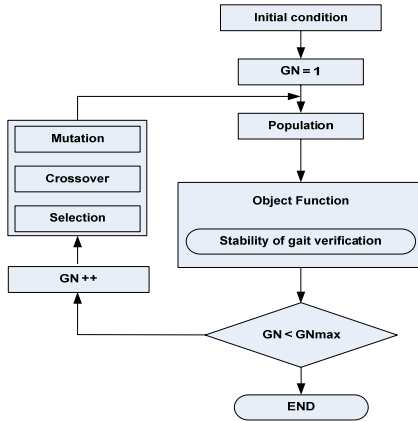 Initial condition
GN = 1
Population
Object Function
Stability of gait verification
GN < GNmax
END
GN ++
Mutation
Crossover
Selection